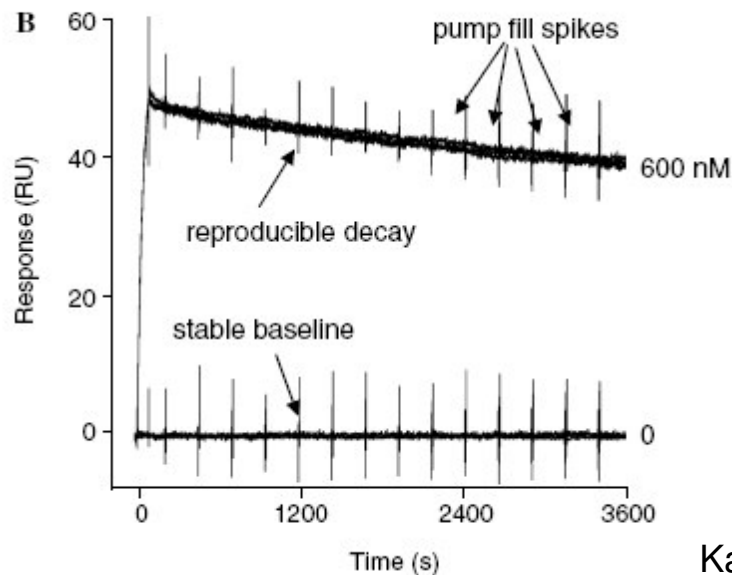 B
60
40
20
0
Response (RU)
pump fill spikes
600 nM
reproducible decay
stable baseline
0
0
1200
2400
3600
Time (s)
Ka